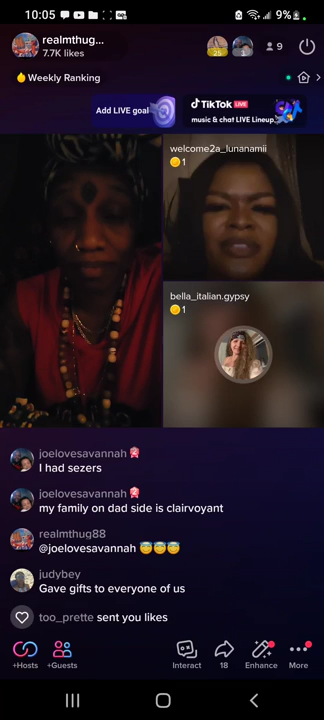 10:05
9%
realmthug...
7.7K likes
25
1
9
Weekly Ranking
Add LIVE goal
TikTok LIVE
music & chat LIVE Lineup.
welcome2a_lunanamii
1
bella_italian.gypsy
1
joelovesavannah
I had sezers
joelovesavannah
my family on dad side is clairvoyant
realmthug88
@joelovesavannah 😇😇😇
judybey
Gave gifts to everyone of us
too_prette sent you likes
+Hosts
+Guests
Interact
18
Enhance
More